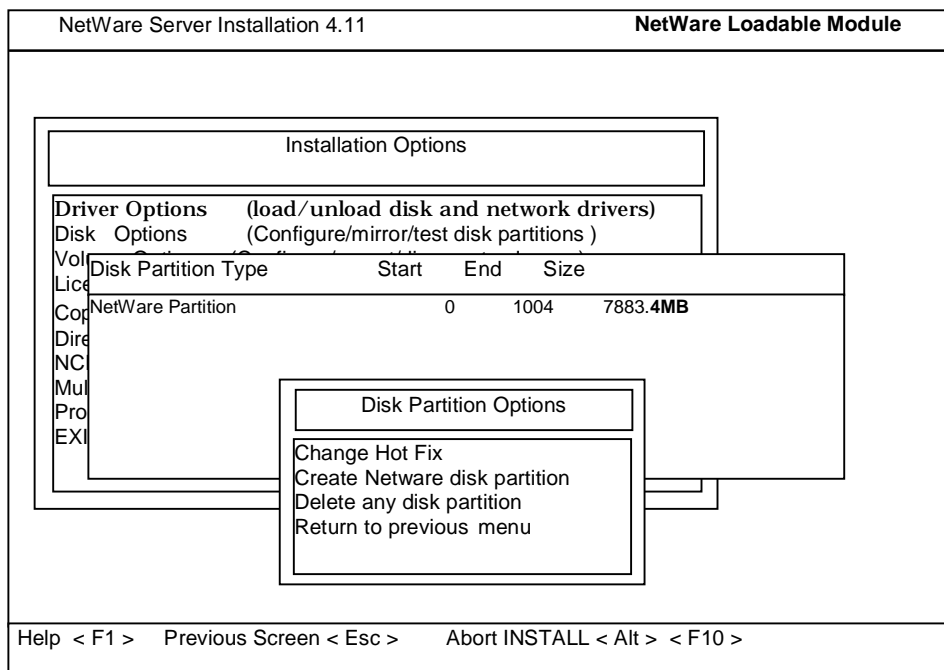 NetWare Server Installation 4.11 NetWare Loadable Module
Installation Options
Driver Options (load/unload disk and network drivers)
Disk Options (Configure/mirror/test disk partitions )
Disk Partition Type Start End Size
NetWare Partition 0 1004 7883.4MB
Disk Partition Options
Change Hot Fix
Create Netware disk partition
Delete any disk partition
Return to previous menu
Help < F1 > Previous Screen < Esc > Abort INSTALL < Alt > < F10 >